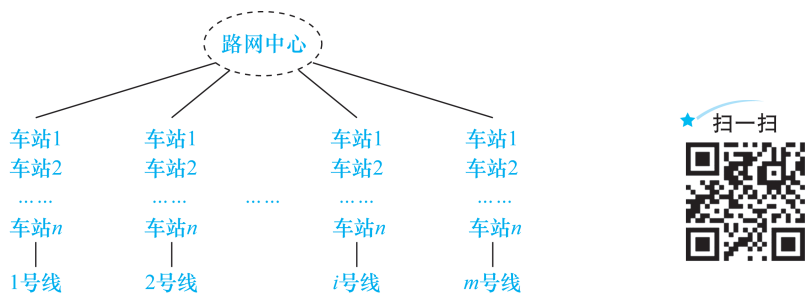 路网中心
车站1 车站1 车站1 车站1
车站2 车站2 车站2 车站2
…… …… …… …… ……
车站n 车站n 车站n 车站n
1号线 2号线 i号线 m号线
扫一扫